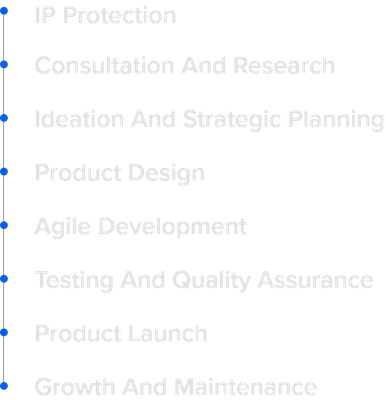 IP Protection
Consultation And Research
Ideation And Strategic Planning
Product Design
Agile Development
Testing And Quality Assurance
Product Launch
Growth And Maintenance